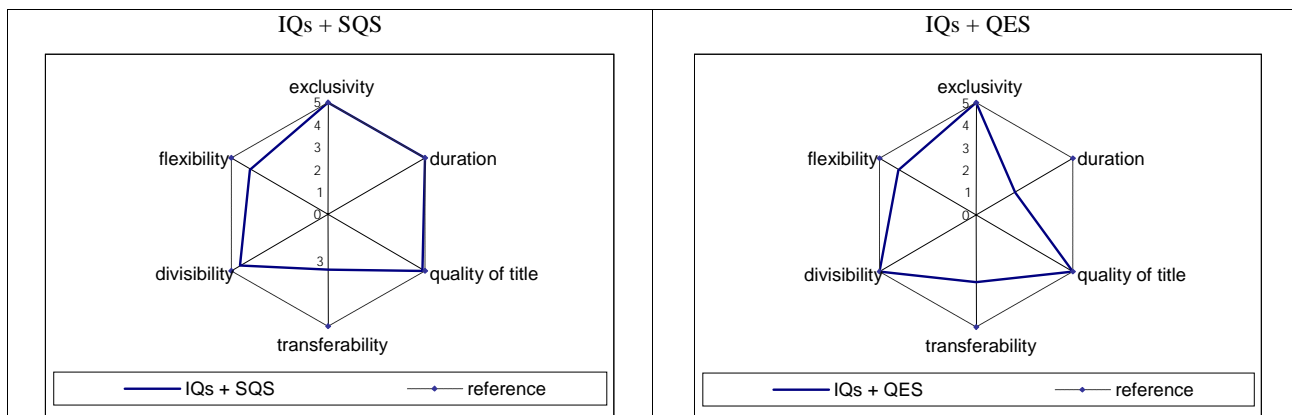 IQs + SQS
exclusivity
5
4
flexibility
duration
3
2
1
0
3
divisibility
quality of title
transferability
IQs + SQS
reference
IQs + QES
exclusivity
5
4
flexibility
duration
3
2
1
0
divisibility
quality of title
transferability
IQs + QES
reference